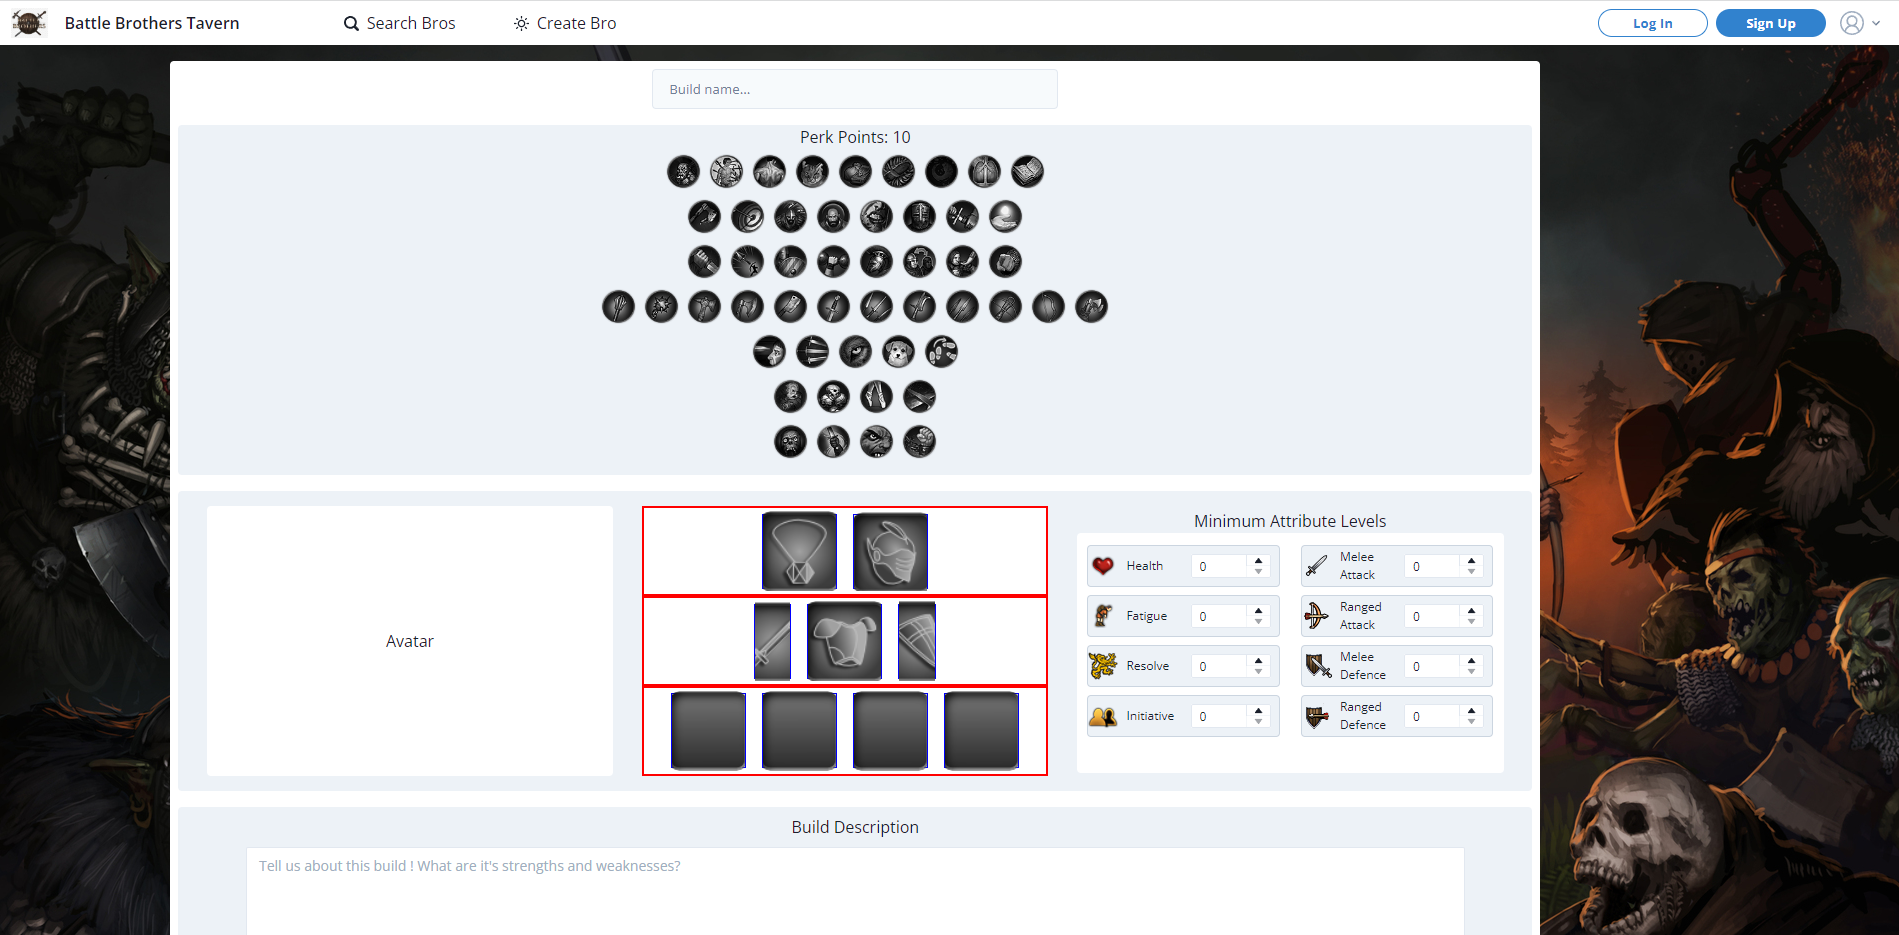 Battle Brothers Tavern
Search Bros
Create Bro
Log In
Sign Up
Build name...
Perk Points: 10
Avatar
Minimum Attribute Levels
Health 0
Melee Attack 0
Fatigue 0
Ranged Attack 0
Resolve 0
Melee Defence 0
Initiative 0
Ranged Defence 0
Build Description
Tell us about this build ! What are it's strengths and weaknesses?